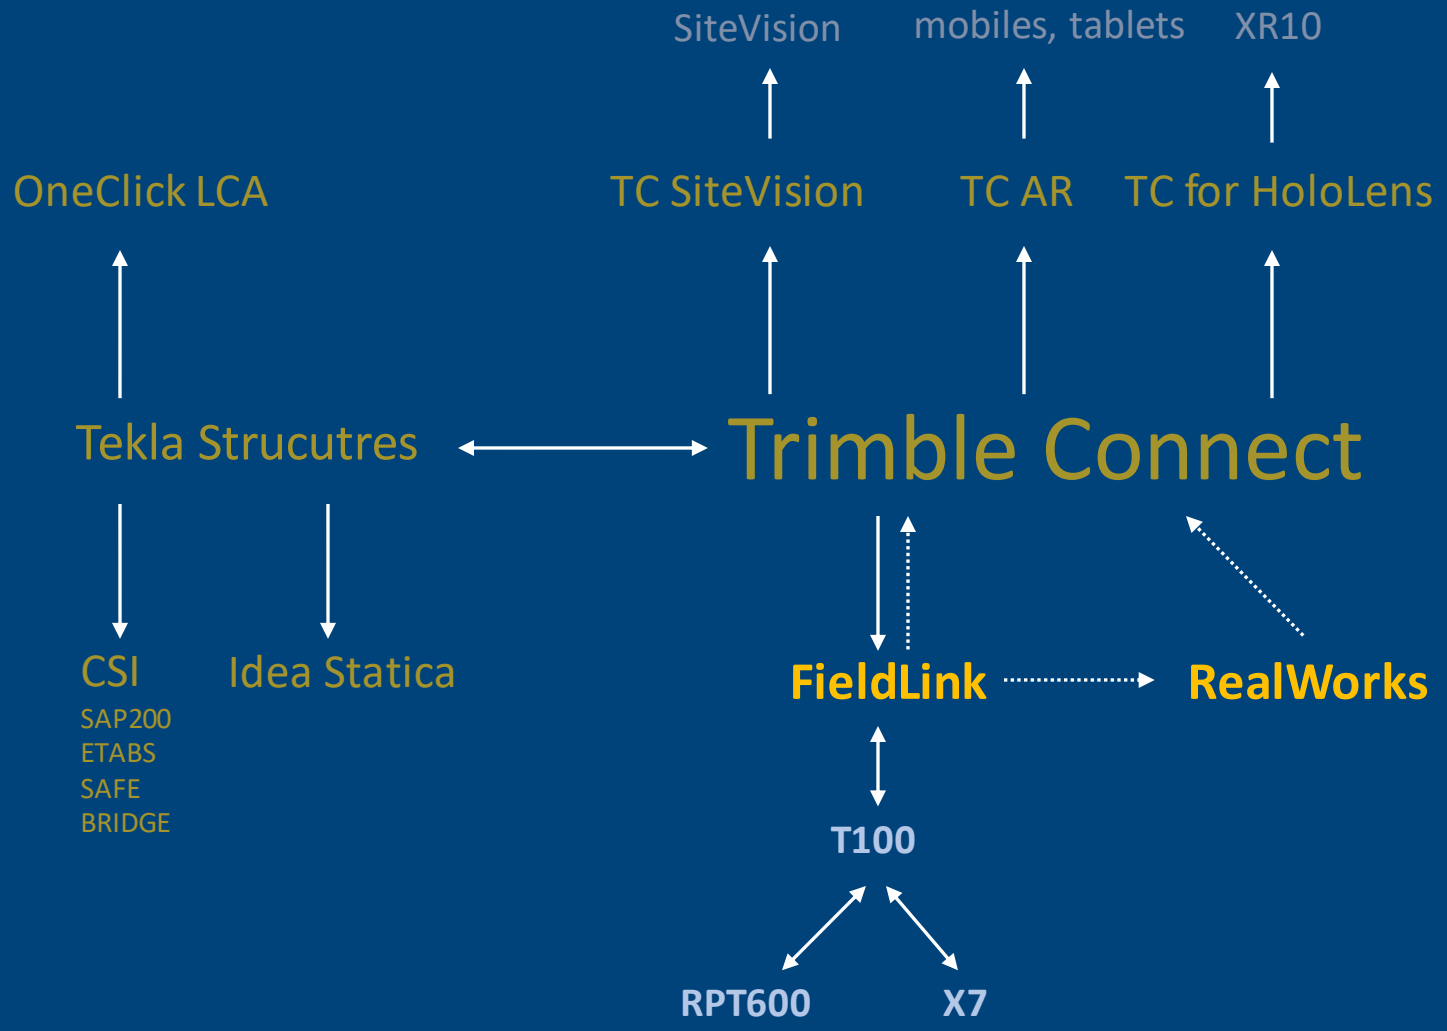 SiteVision
mobiles, tablets
XR10
OneClick LCA
TC SiteVision
TC AR
TC for HoloLens
Tekla Strucutres
Trimble Connect
CSI
SAP200
ETABS
SAFE
BRIDGE
Idea Statica
FieldLink
RealWorks
T100
RPT600
X7